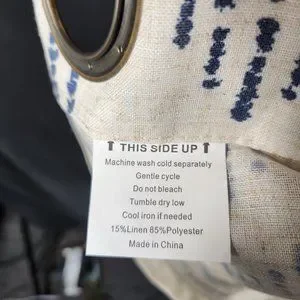 ⬆ THIS SIDE UP ⬆
Machine wash cold separately
Gentle cycle
Do not bleach
Tumble dry low
Cool iron if needed
15%Linen 85%Polyester
Made in China